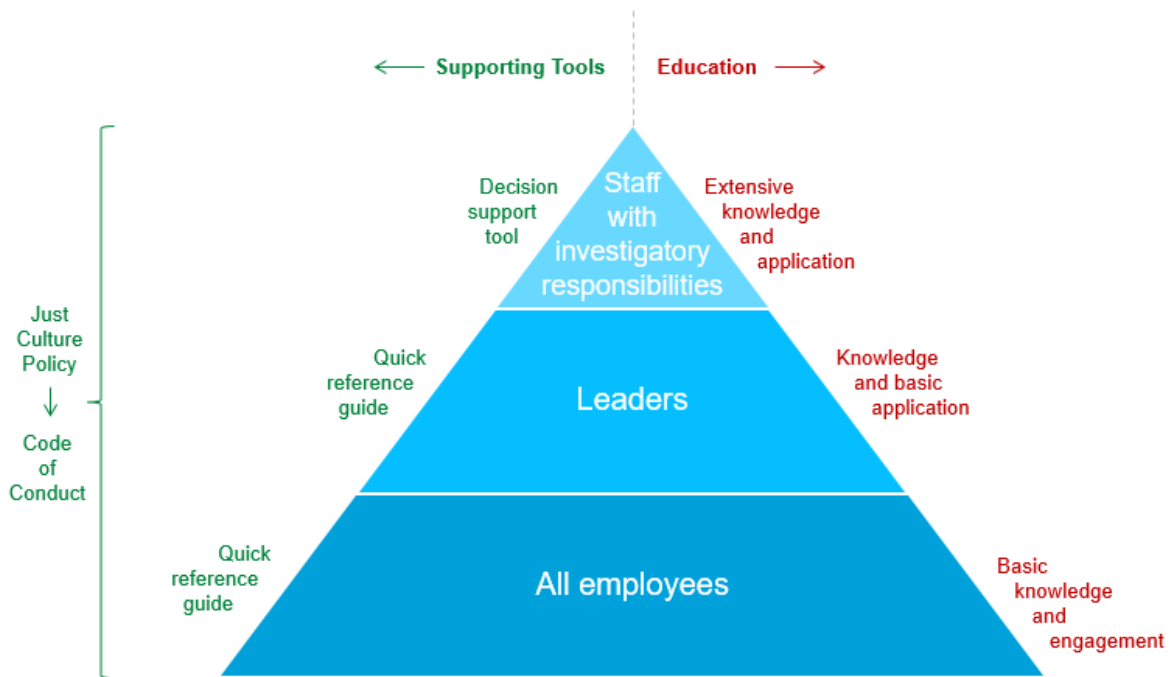 Supporting Tools
Education
Decision
support
tool
Staff
with
investigatory
responsibilities
Extensive
knowledge
and
application
Just
Culture
Policy
Code
of
Conduct
Quick
reference
guide
Leaders
Knowledge
and basic
application
Quick
reference
guide
All employees
Basic
knowledge
and
engagement